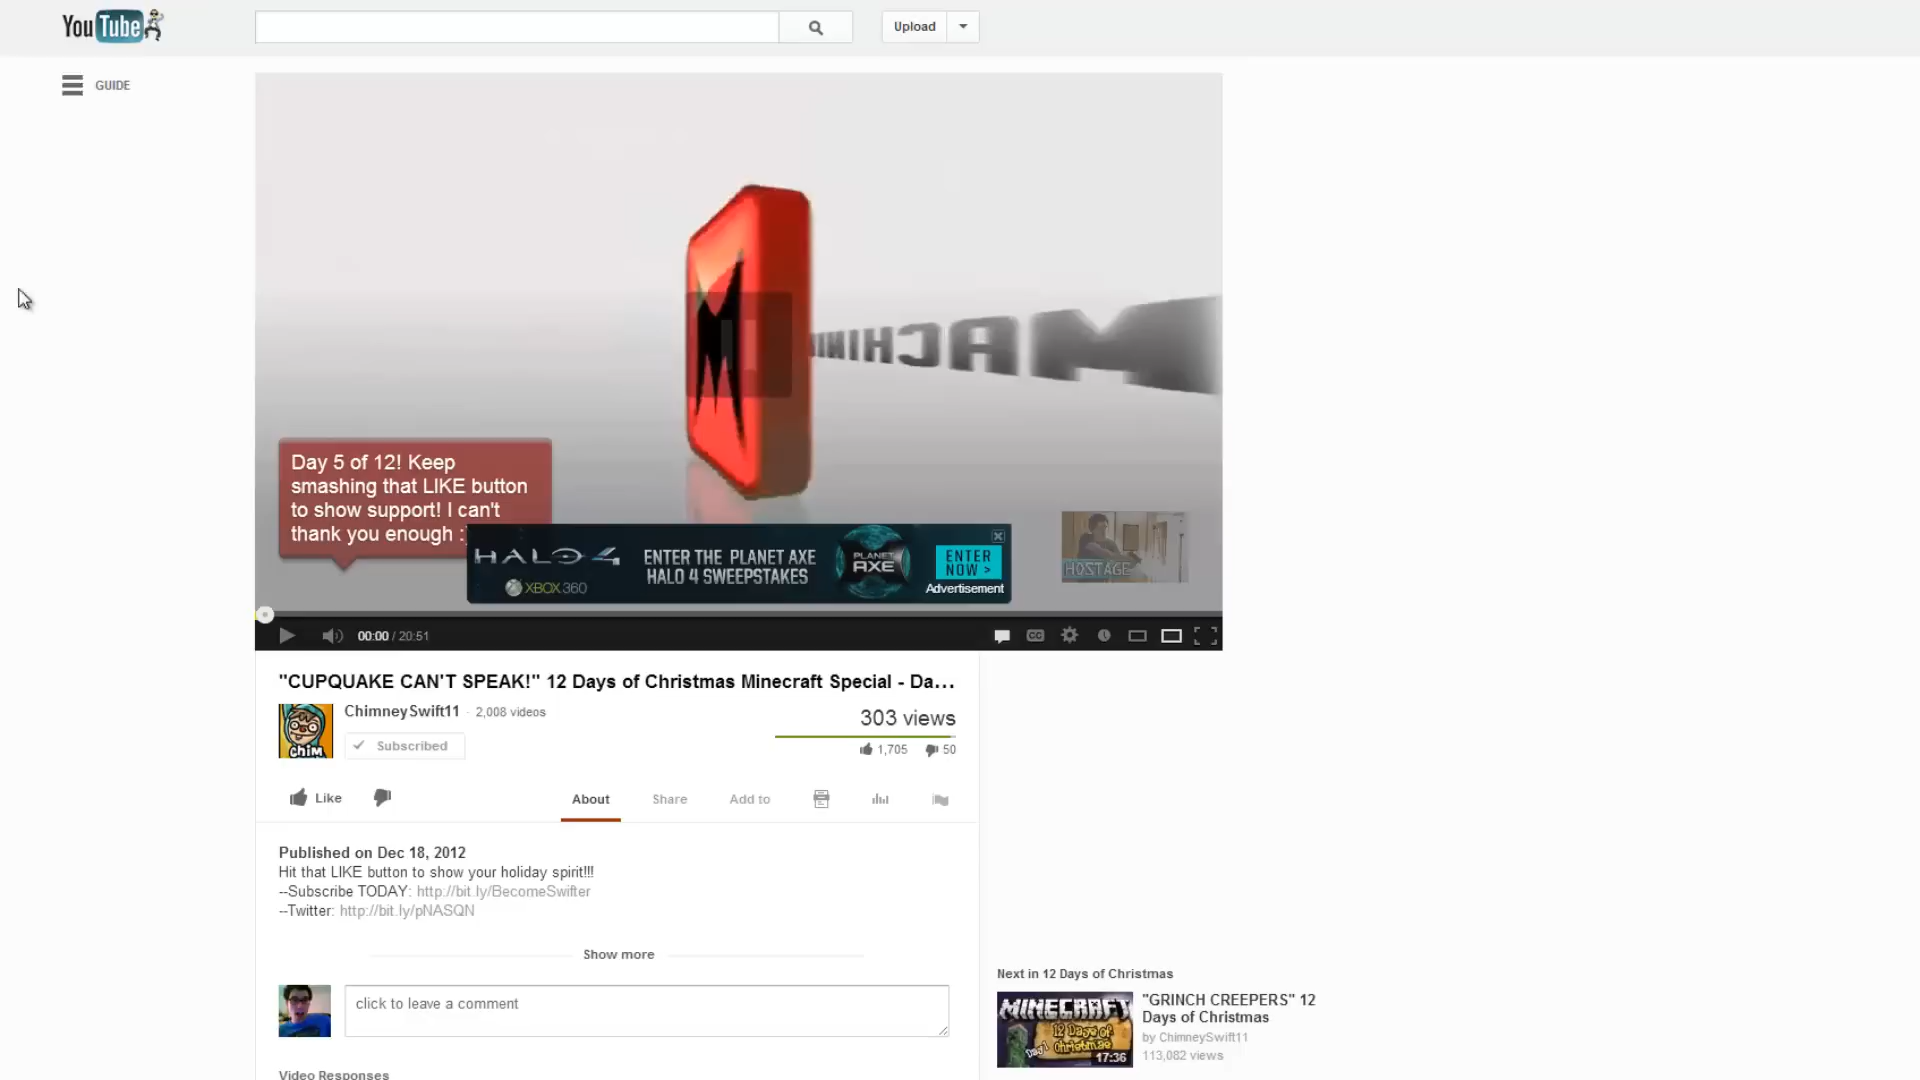 YouTube
Upload
GUIDE
MACHINIM
Day 5 of 12! Keep
smashing that LIKE button
to show support! I can't
thank you enough :
HALO 4
XBOX 360
ENTER THE PLANET AXE
HALO 4 SWEEPSTAKES
PLANET
AXE
ENTER
NOW >
Advertisement
HOSTAGE
00:00 / 20:51
CC
"CUPQUAKE CAN'T SPEAK!" 12 Days of Christmas Minecraft Special - Da...
ChimneySwift11 · 2,008 videos
CHIM
Subscribed
303 views
1,705 50
Like
About Share Add to
Published on Dec 18, 2012
Hit that LIKE button to show your holiday spirit!!!
--Subscribe TODAY: http://bit.ly/BecomeSwifter
--Twitter: http://bit.ly/pNASQN
Show more
click to leave a comment
Video Responses
Next in 12 Days of Christmas
MINECRAFT
12 Days of
Christmas
Day 1
17:36
"GRINCH CREEPERS" 12
Days of Christmas
by ChimneySwift11
113,082 views